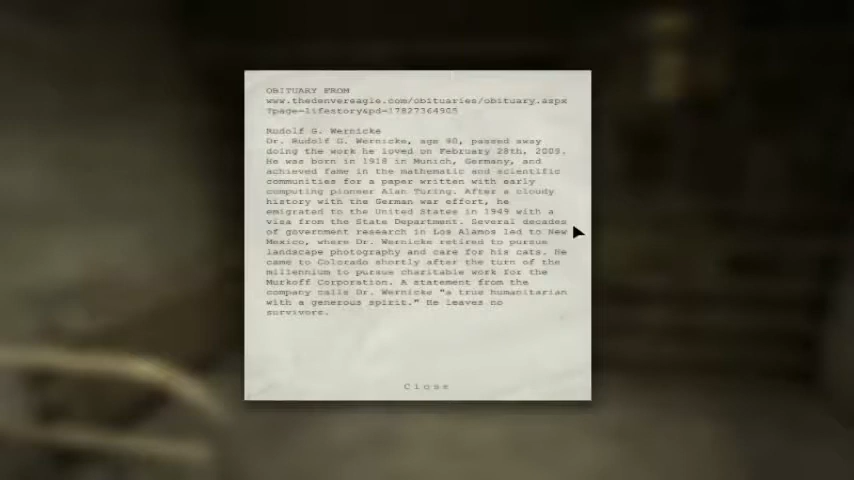 OBITUARY FROM
www.thedenvereagle.com/obituaries/obituary.aspx
?page=lifestory&pd=17827364905
Rudolf G. Wernicke
Dr. Rudolf G. Wernicke, age 90, passed away
doing the work he loved on February 28th, 2009.
He was born in 1918 in Munich, Germany, and
achieved fame in the mathematic and scientific
communities for a paper written with early
computing pioneer Alan Turing. After a cloudy
history with the German war effort, he
emigrated to the United States in 1949 with a
visa from the State Department. Several decades
of government research in Los Alamos led to New
Mexico, where Dr. Wernicke retired to pursue
landscape photography and care for his cats. He
came to Colorado shortly after the turn of the
millennium to pursue charitable work for the
Murkoff Corporation. A statement from the
company calls Dr. Wernicke "a true humanitarian
with a generous spirit." He leaves no
survivors.
Close